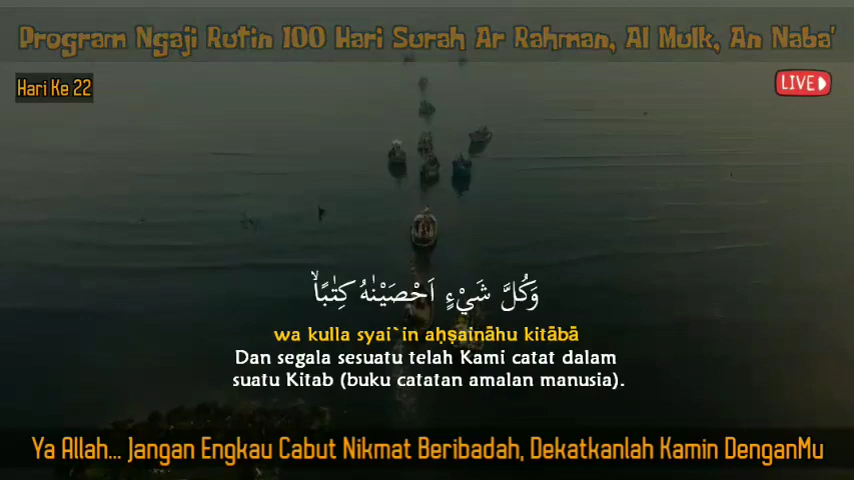 Program Ngaji Rutin 100 Hari Surah Ar Rahman, Al Mulk, An Naba'
Hari Ke 22
LIVE
وَكُلَّ شَيْءٍ اَحْصَيْنٰهُ كِتٰبًاۙ
wa kulla syai`in aḥṣaināhu kitābā
Dan segala sesuatu telah Kami catat dalam
suatu Kitab (buku catatan amalan manusia).
Ya Allah... Jangan Engkau Cabut Nikmat Beribadah, Dekatkanlah Kamin DenganMu